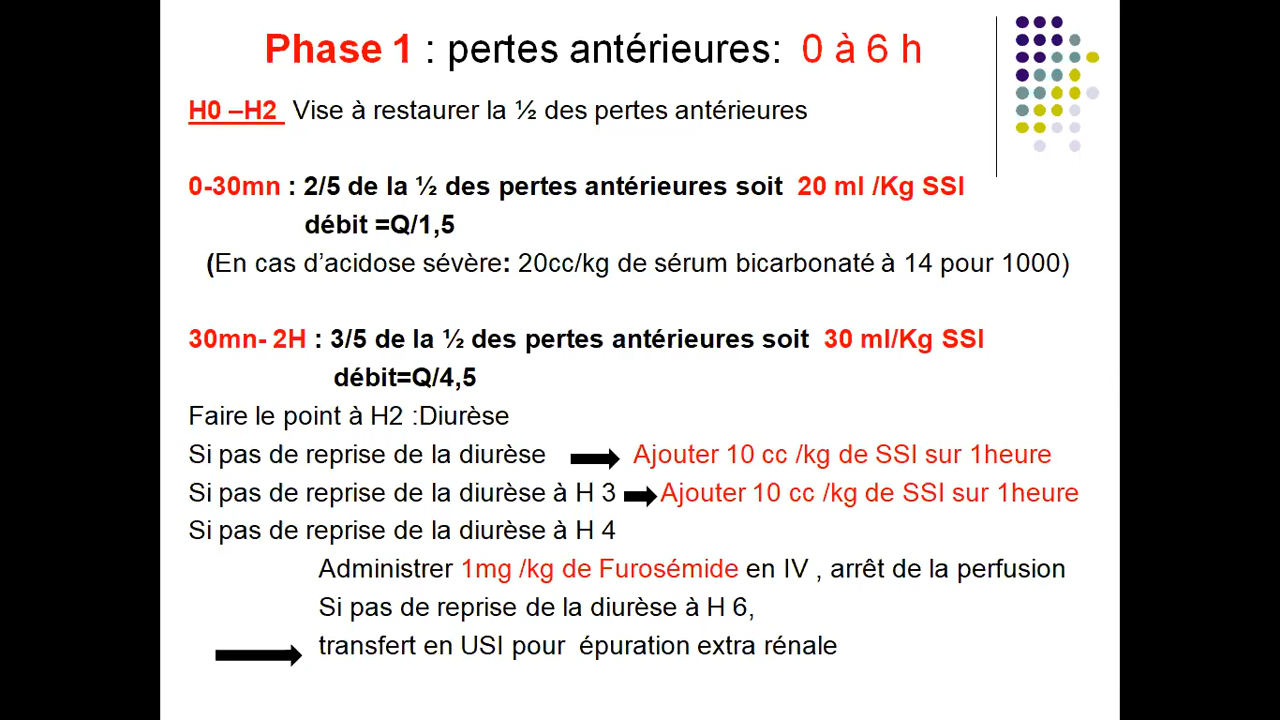 Phase 1 : pertes antérieures: 0 à 6 h
H0 –H2 Vise à restaurer la ½ des pertes antérieures
0-30mn : 2/5 de la ½ des pertes antérieures soit 20 ml /Kg SSI
débit =Q/1,5
(En cas d’acidose sévère: 20cc/kg de sérum bicarbonaté à 14 pour 1000)
30mn- 2H : 3/5 de la ½ des pertes antérieures soit 30 ml/Kg SSI
débit=Q/4,5
Faire le point à H2 :Diurèse
Si pas de reprise de la diurèse Ajouter 10 cc /kg de SSI sur 1heure
Si pas de reprise de la diurèse à H 3 Ajouter 10 cc /kg de SSI sur 1heure
Si pas de reprise de la diurèse à H 4
Administrer 1mg /kg de Furosémide en IV , arrêt de la perfusion
Si pas de reprise de la diurèse à H 6,
transfert en USI pour épuration extra rénale